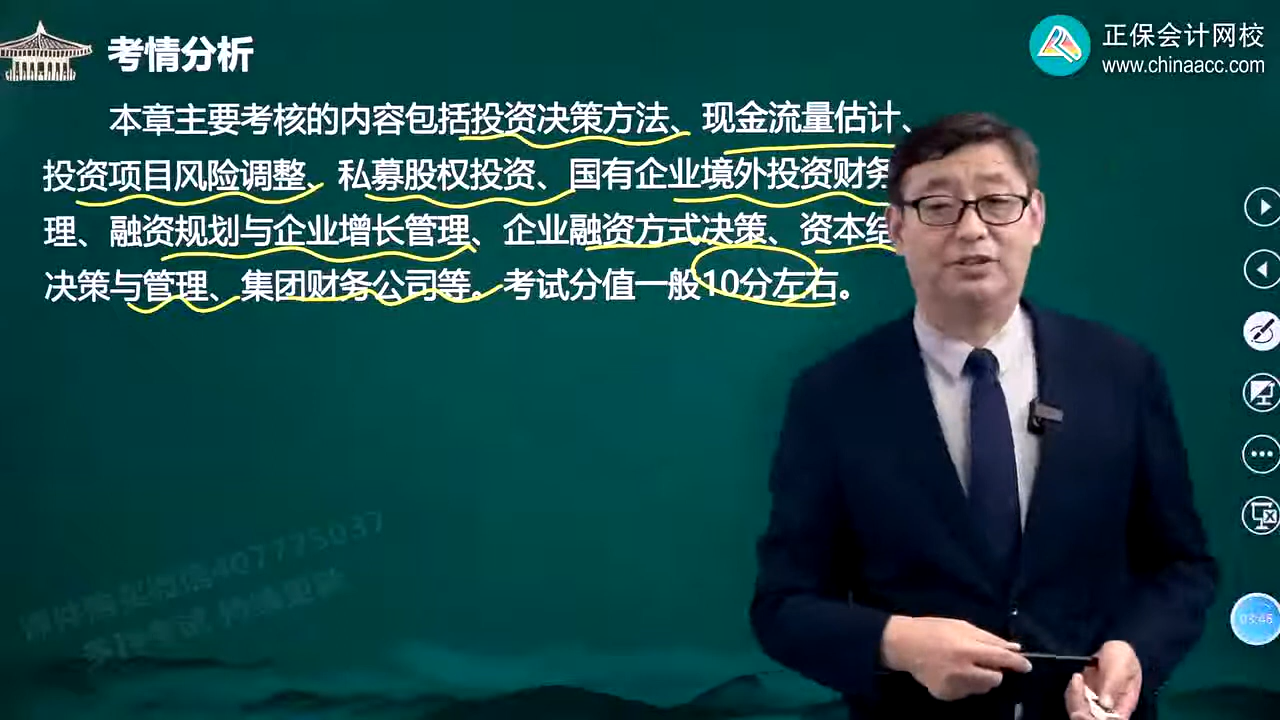 考情分析
正保会计网校
www.chinaacc.com
本章主要考核的内容包括投资决策方法、现金流量估计、
投资项目风险调整、私募股权投资、国有企业境外投资财务
理、融资规划与企业增长管理、企业融资方式决策、资本结
决策与管理、集团财务公司等。考试分值一般10分左右。
407775037
03:46